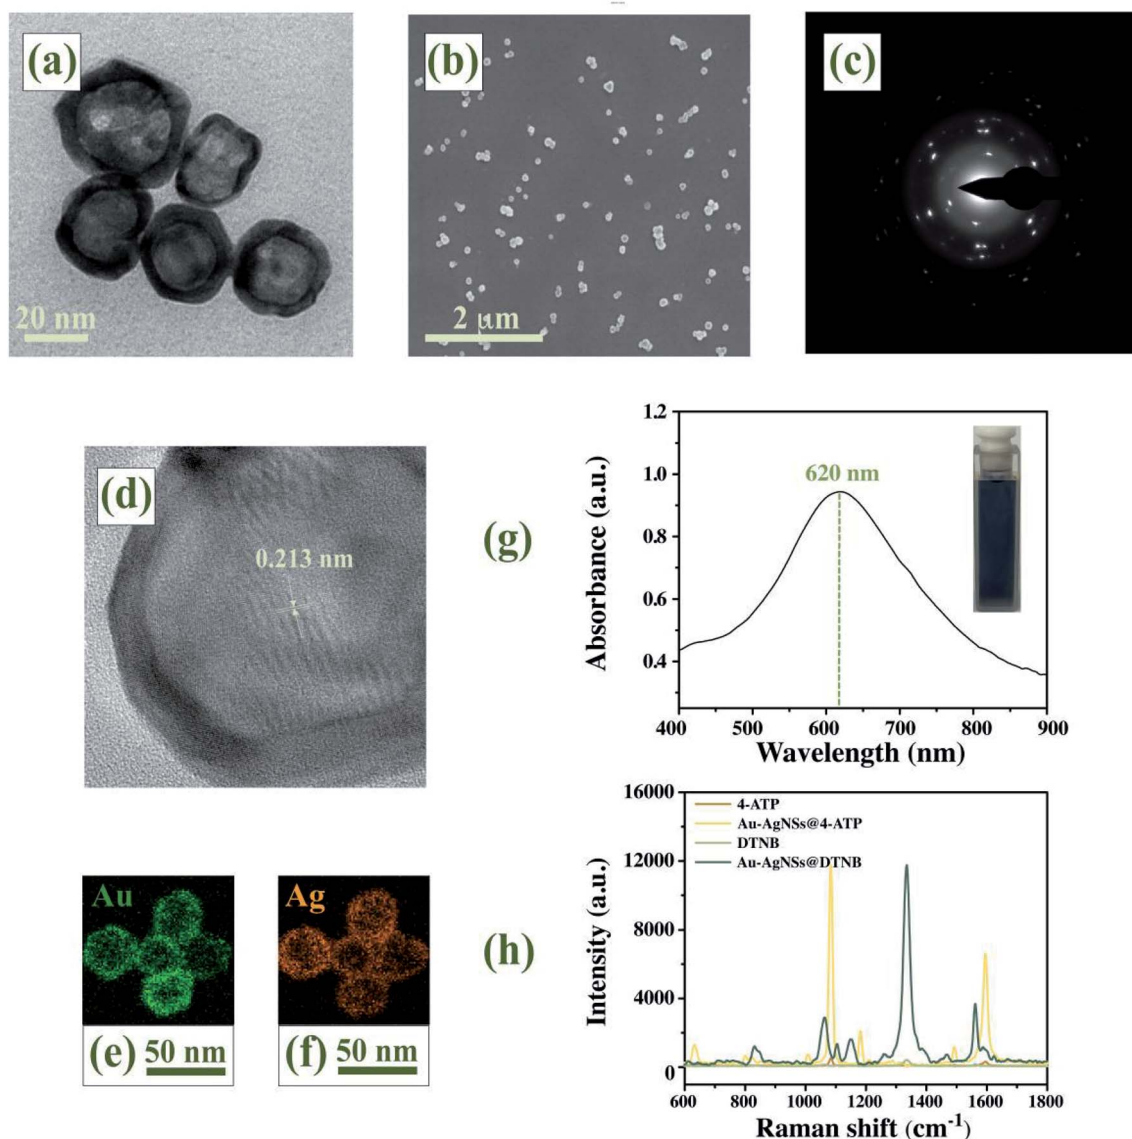 (a)
20 nm
(b)
2 μm
(c)
(d)
0.213 nm
(g)
1.2
1.0
0.8
0.6
0.4
Absorbance (a.u.)
620 nm
400 500 600 700 800 900
Wavelength (nm)
Au
(e)
50 nm
Ag
(f)
50 nm
(h)
16000
12000
8000
4000
0
Intensity (a.u.)
4-ATP
Au-AgNSs@4-ATP
DTNB
Au-AgNSs@DTNB
600 800 1000 1200 1400 1600 1800
Raman shift (cm⁻¹)